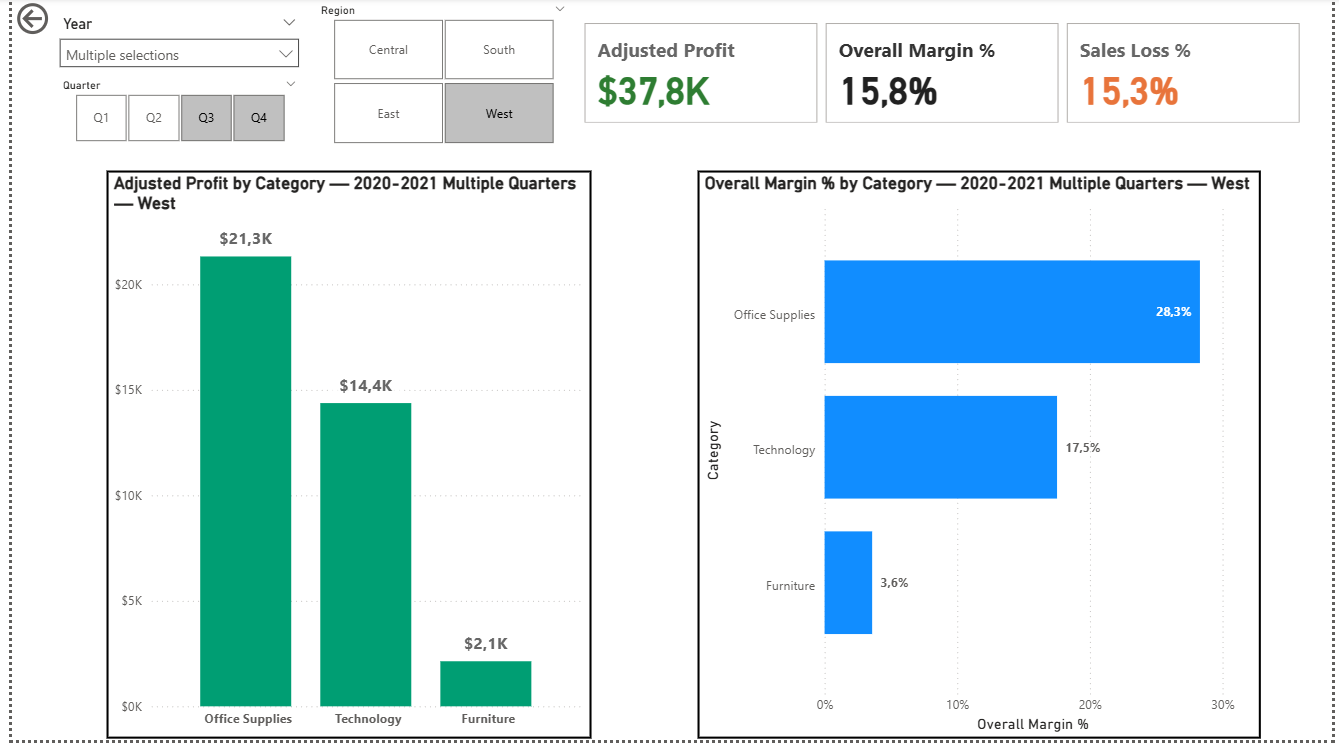 Year
Multiple selections
Quarter
Q1
Q2
Q3
Q4
Region
Central
South
East
West
Adjusted Profit
$37,8K
Overall Margin %
15,8%
Sales Loss %
15,3%
Adjusted Profit by Category — 2020-2021 Multiple Quarters
— West
$21,3K
$20K
$15K
$14,4K
$10K
$5K
$2,1K
$0K
Office Supplies
Technology
Furniture
Overall Margin % by Category — 2020-2021 Multiple Quarters — West
Category
Office Supplies
28,3%
Technology
17,5%
Furniture
3,6%
0%
10%
20%
30%
Overall Margin %